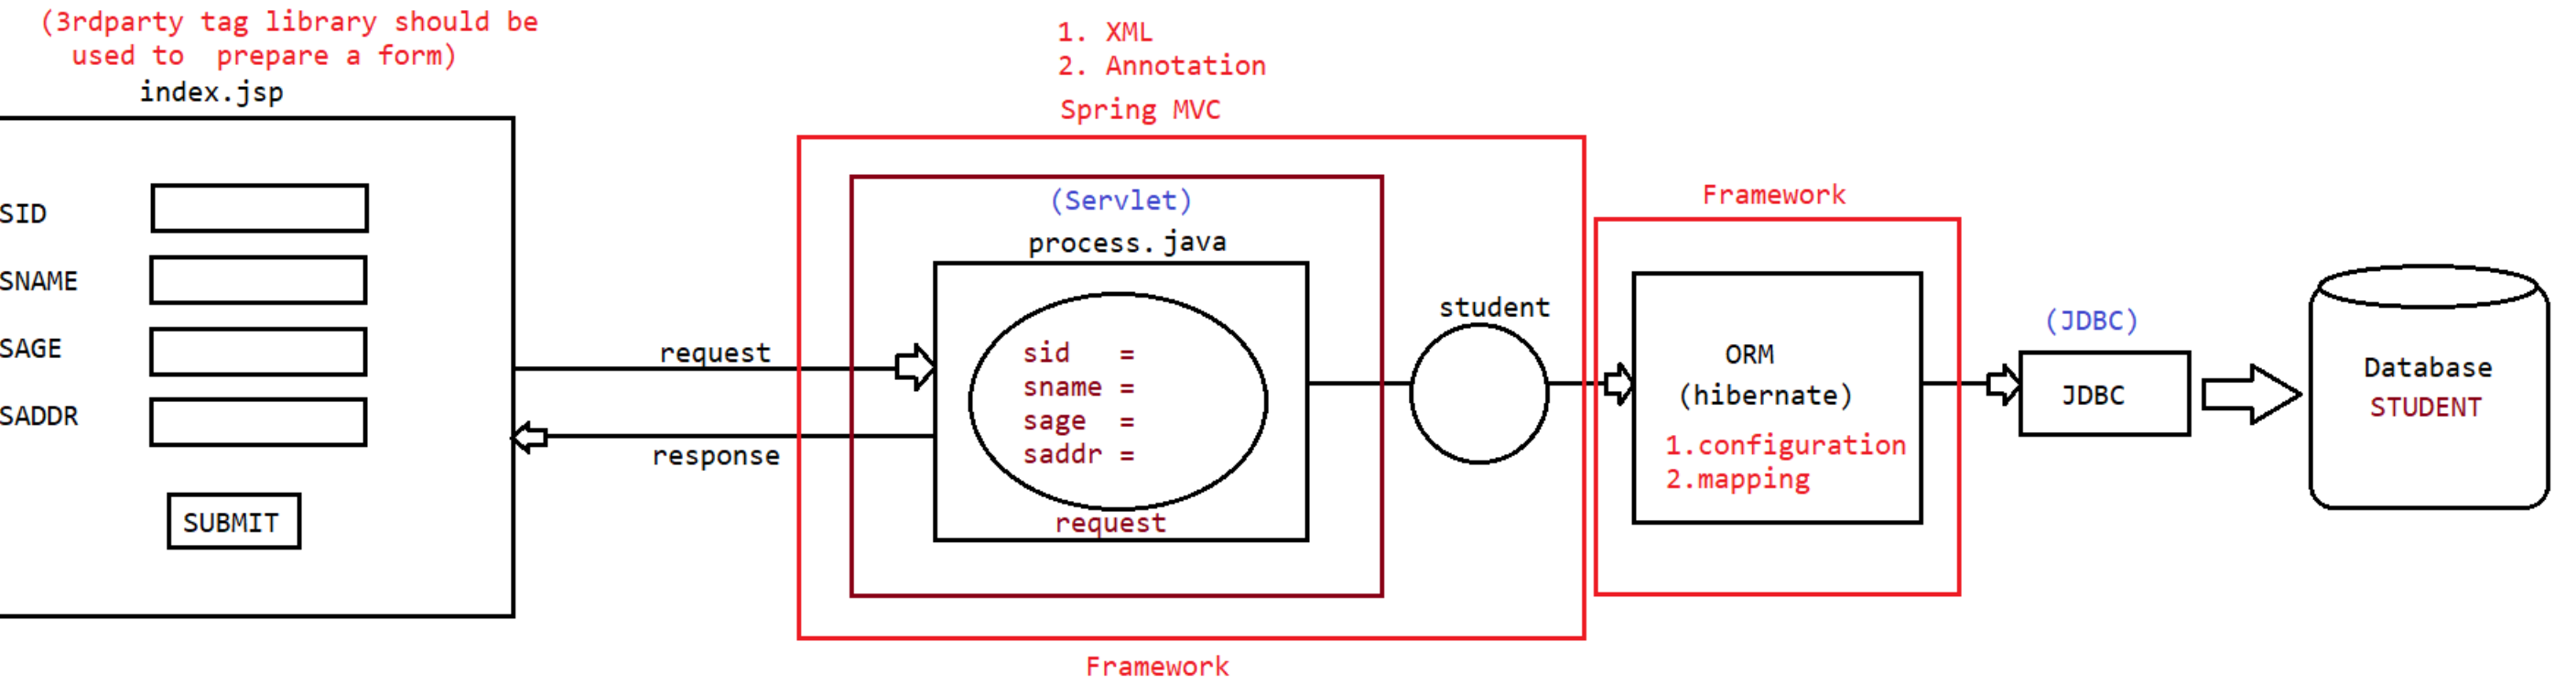 (3rdparty tag library should be
used to prepare a form)
index.jsp
SID
SNAME
SAGE
SADDR
SUBMIT
request
response
1. XML
2. Annotation
Spring MVC
(Servlet)
process.java
sid =
sname =
sage =
saddr =
request
Framework
student
Framework
ORM
(hibernate)
1.configuration
2.mapping
(JDBC)
JDBC
Database
STUDENT